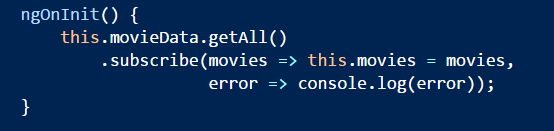 ngOnInit() {
    this.movieData.getAll()
        .subscribe(movies => this.movies = movies,
                   error => console.log(error));
}